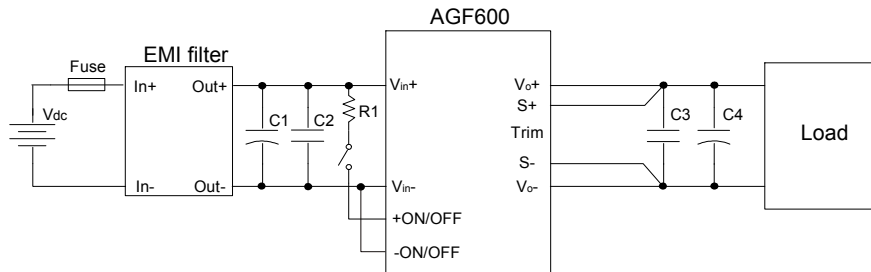 AGF600
EMI filter
Fuse
In+ Out+
Vin+ Vo+
S+
Vdc
C1 C2 R1
Trim
C3 C4
Load
S-
In- Out-
Vin- Vo-
+ON/OFF
-ON/OFF